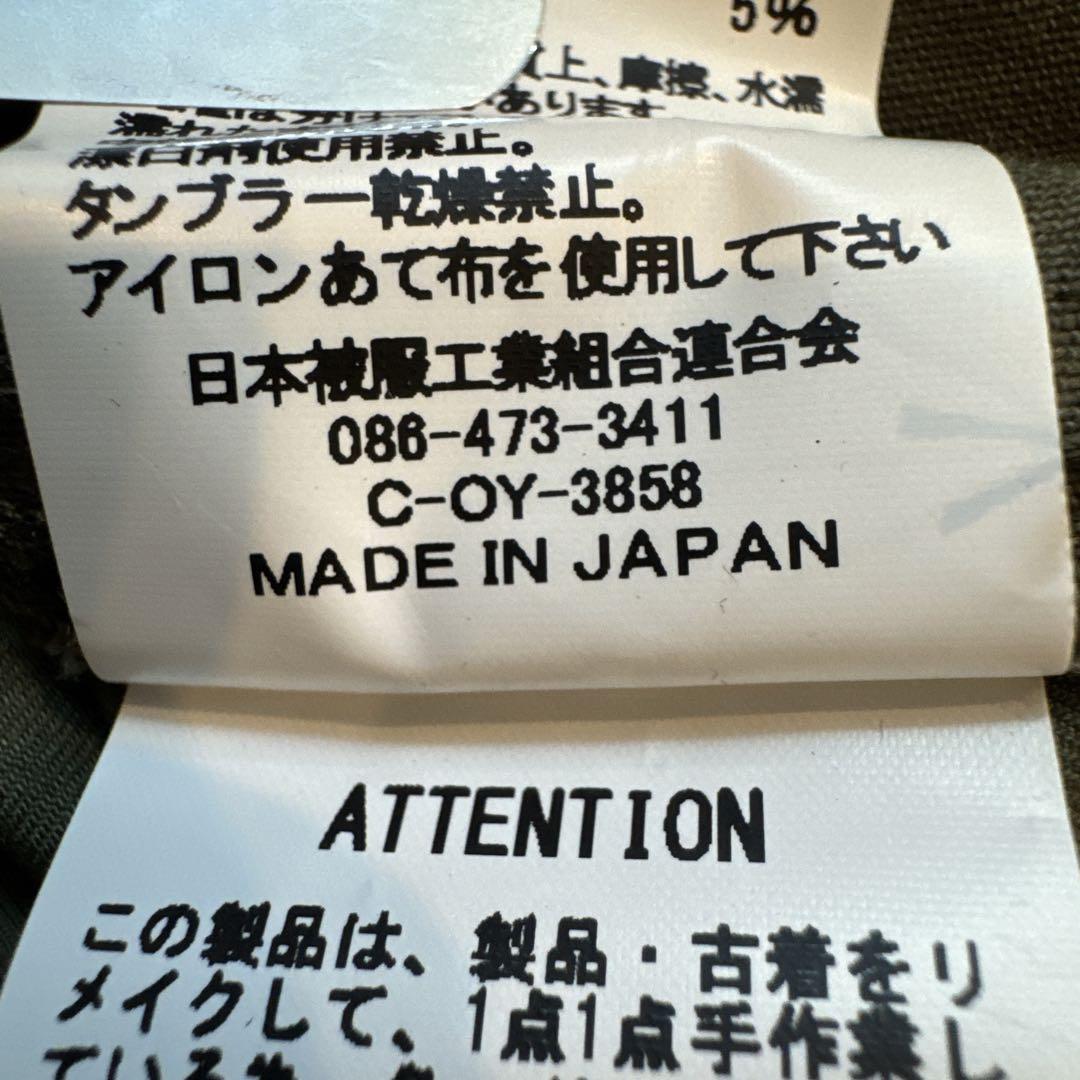 5%
上、摩擦、水濡
あります
漂白剤使用禁止。
タンブラー乾燥禁止。
アイロンあて布を使用して下さい
日本被服工業組合連合会
086-473-3411
C-OY-3858
MADE IN JAPAN
ATTENTION
この製品は、製品・古着をリ
メイクして、1点1点手作業し
ている為、